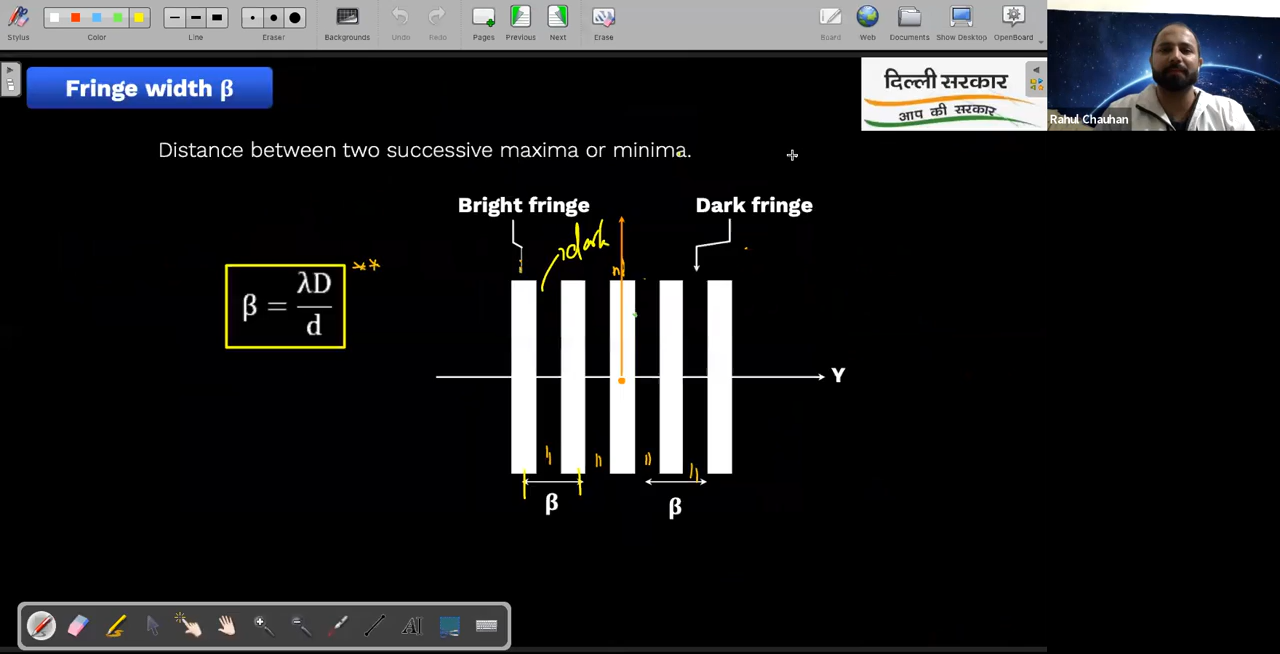 Stylus
Color
Line
Eraser
Backgrounds
Undo
Redo
Pages
Previous
Next
Erase
Board
Web
Documents
Show Desktop
OpenBoard
Fringe width β
दिल्ली सरकार
आप की सरकार
Rahul Chauhan
Distance between two successive maxima or minima.
Bright fringe
Dark fringe
dark
β = λD/d **
Y
β
β
AI